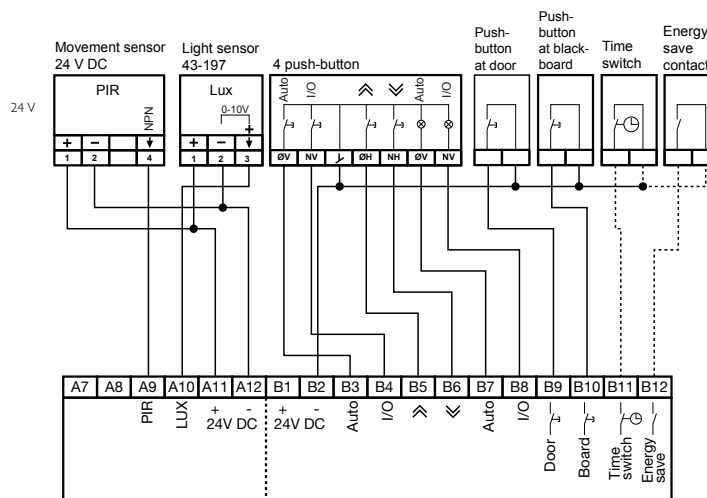 Movement sensor
24 V DC
Light sensor
43-197
4 push-button
Push-
button
at door
Push-
button
at black-
board
Time
switch
Energy
save
contact
24 V
PIR
NPN
+
−
1
2
4
Lux
0-10V
+
+
−
1
2
3
Auto
I/O
Auto
I/O
ØV
NV
ØH
NH
ØV
NV
A7 A8 A9 A10 A11 A12 B1 B2 B3 B4 B5 B6 B7 B8 B9 B10 B11 B12
PIR
LUX
+ -
24V DC
+ -
24V DC
Auto
I/O
Auto
I/O
Door
Board
Time
switch
Energy
save